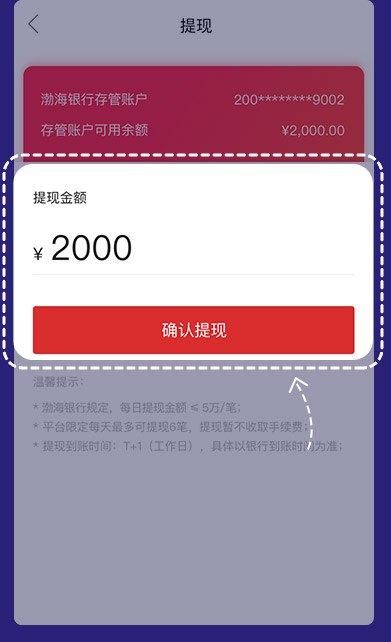 提现
渤海银行存管账户 200********9002
存管账户可用余额 ¥2,000.00
提现金额
¥ 2000
确认提现
温馨提示：
* 渤海银行规定，每日提现金额 ≤ 5万/笔；
* 平台限定每天最多可提现6笔，提现暂不收取手续费；
* 提现到账时间：T+1（工作日），具体以银行到账时间为准；